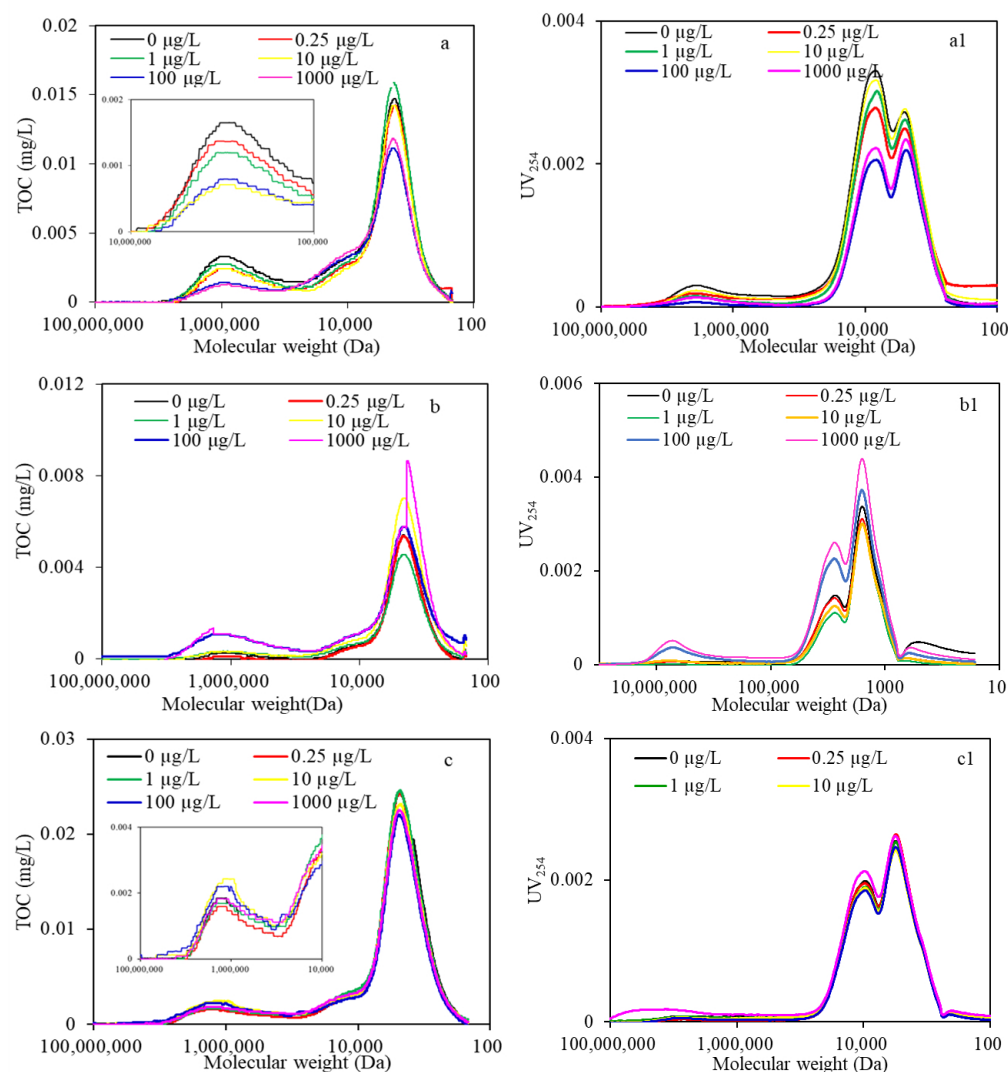 0.02
0.015
0.01
0.005
0
TOC (mg/L)
0 µg/L 0.25 µg/L
1 µg/L 10 µg/L
100 µg/L 1000 µg/L
a
0.002
0.001
0.000
10,000,000 100,000
100,000,000 1,000,000 10,000 100
Molecular weight (Da)
0.004
0.002
0
UV254
0 µg/L 0.25 µg/L
1 µg/L 10 µg/L
100 µg/L 1000 µg/L
a1
100,000,000 1,000,000 10,000 100
Molecular weight (Da)
0.012
0.008
0.004
0
TOC (mg/L)
0 µg/L 0.25 µg/L
1 µg/L 10 µg/L
100 µg/L 1000 µg/L
b
100,000,000 1,000,000 10,000 100
Molecular weight(Da)
0.006
0.004
0.002
0
UV254
0 µg/L 0.25 µg/L
1 µg/L 10 µg/L
100 µg/L 1000 µg/L
b1
10,000,000 100,000 1000 10
Molecular weight (Da)
0.03
0.02
0.01
0
TOC (mg/L)
0 µg/L 0.25 µg/L
1 µg/L 10 µg/L
100 µg/L 1000 µg/L
c
0.004
0.002
0.000
100,000,000 1,000,000 10,000
100,000,000 1,000,000 10,000 100
Molecular weight (Da)
0.004
0.002
0
UV254
0 µg/L 0.25 µg/L
1 µg/L 10 µg/L
c1
100,000,000 1,000,000 10,000 100
Molecular weight (Da)